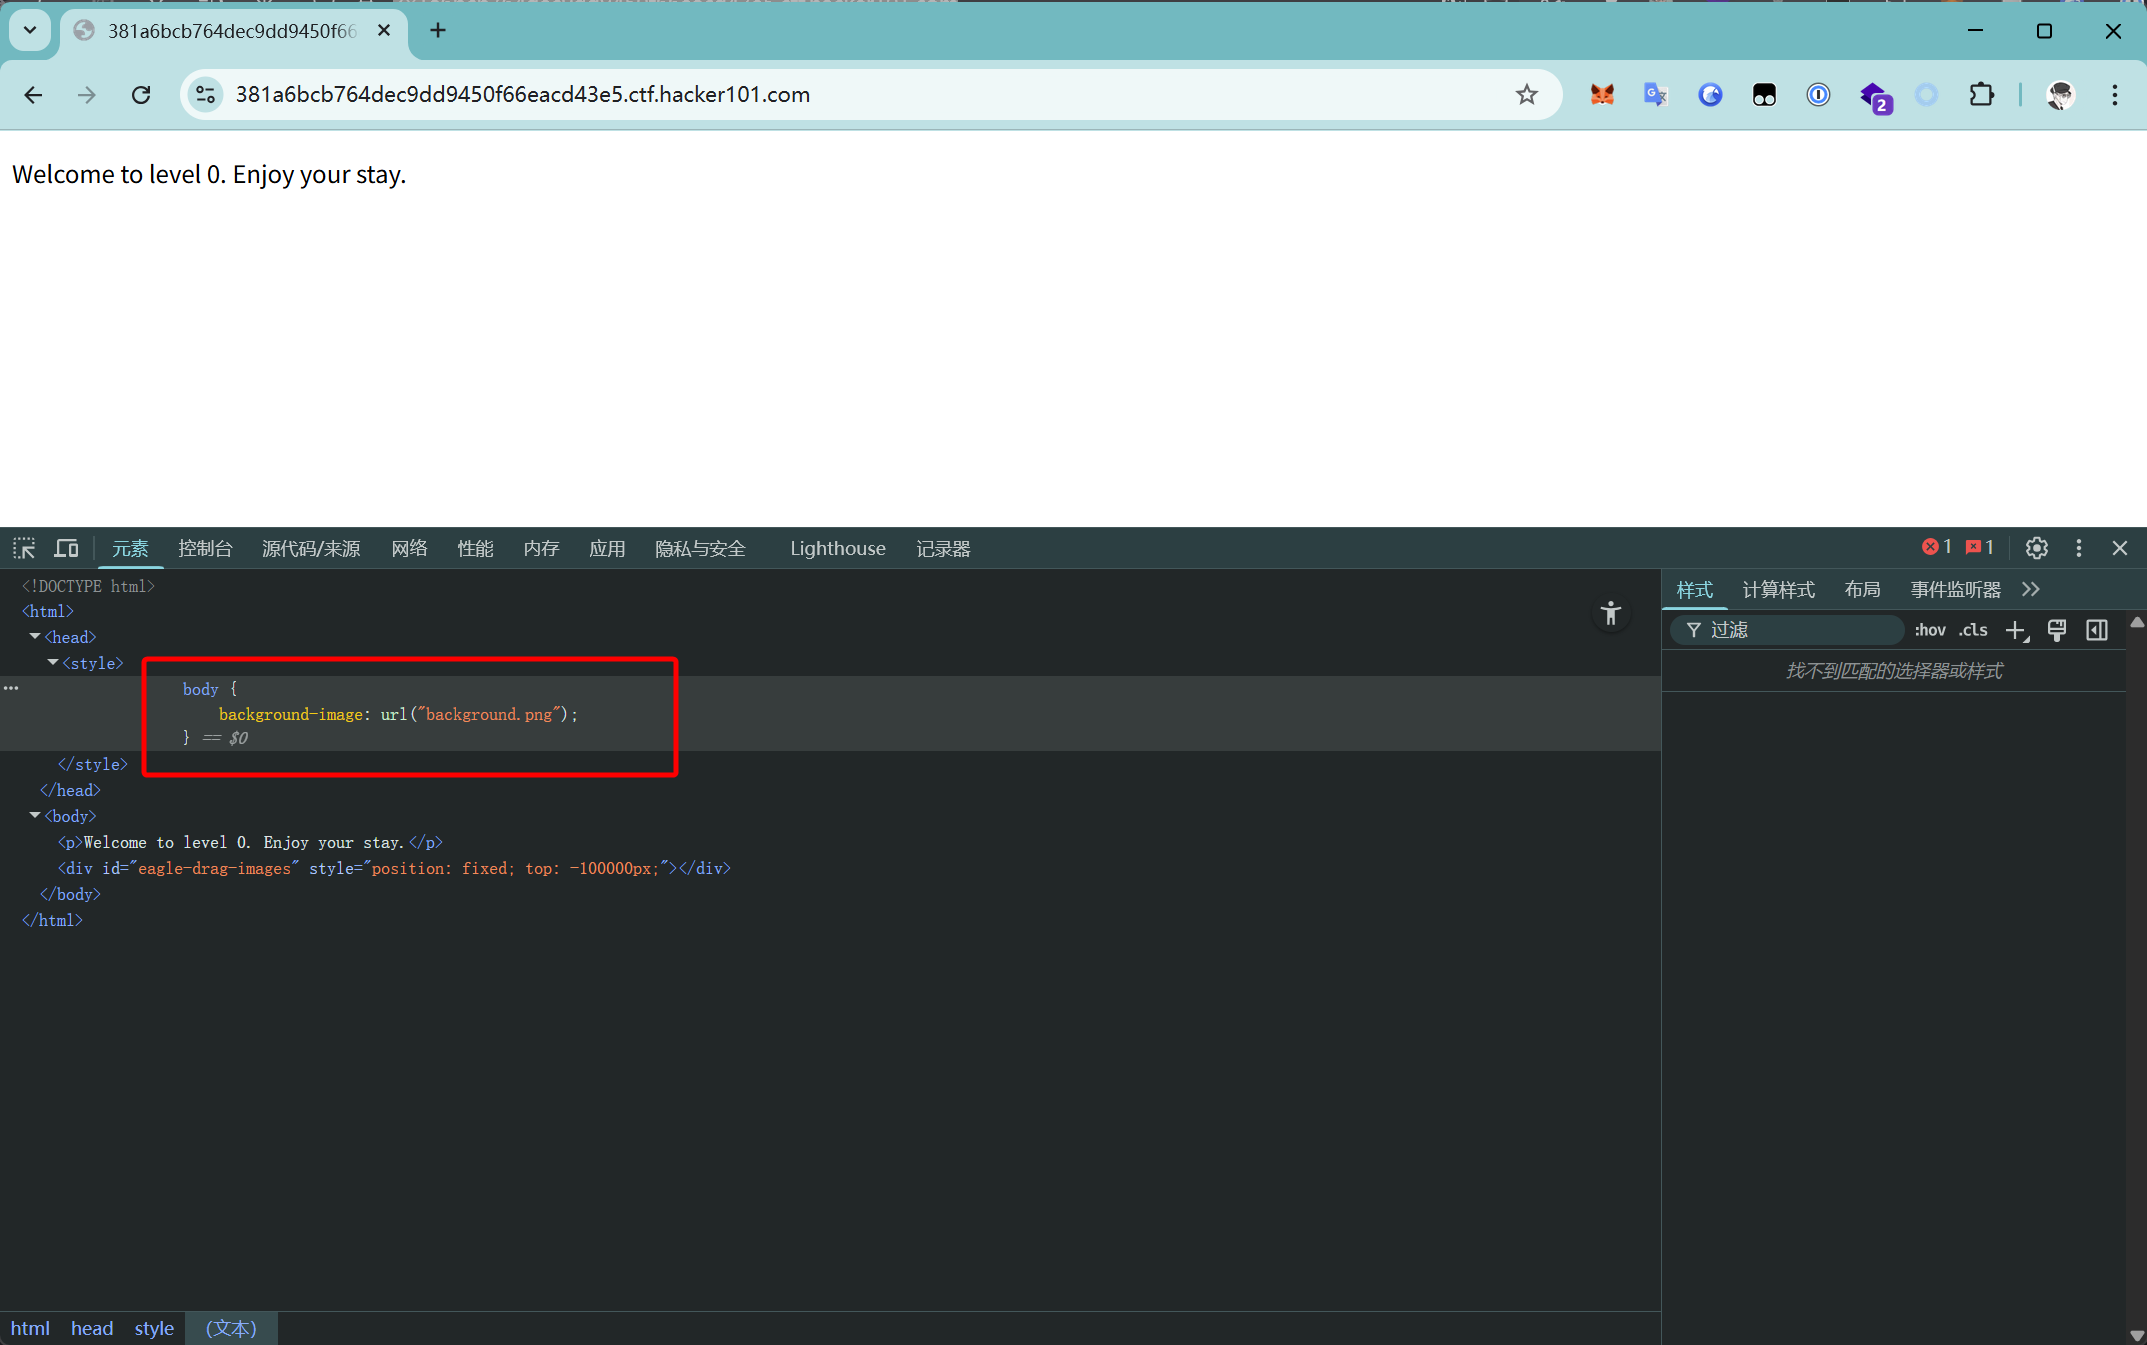 381a6bcb764dec9dd9450f66
381a6bcb764dec9dd9450f66eacd43e5.ctf.hacker101.com
2
Welcome to level 0. Enjoy your stay.
元素 控制台 源代码/来源 网络 性能 内存 应用 隐私与安全 Lighthouse 记录器 1 1
<!DOCTYPE html>
<html>
<head>
<style>
body {
background-image: url("background.png");
} == $0
</style>
</head>
<body>
<p>Welcome to level 0. Enjoy your stay.</p>
<div id="eagle-drag-images" style="position: fixed; top: -100000px;"></div>
</body>
</html>
样式 计算样式 布局 事件监听器
过滤 :hov .cls
找不到匹配的选择器或样式
html head style (文本)